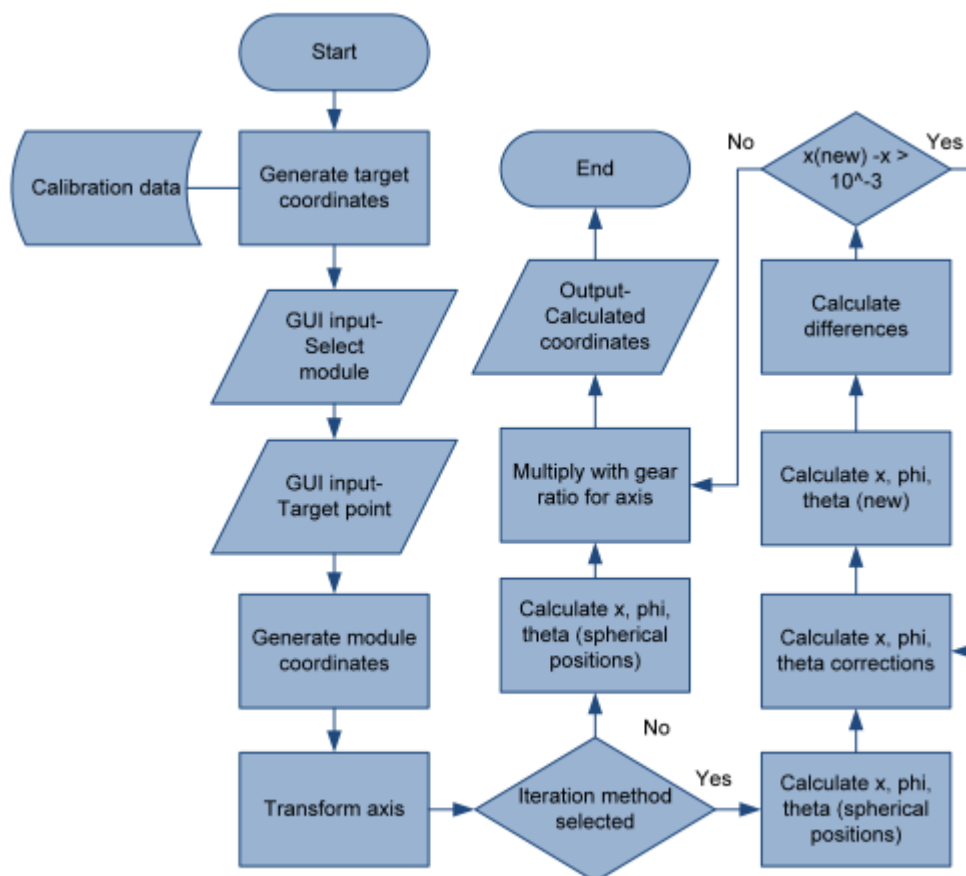 Start
Calibration data
Generate target
coordinates
GUI input-
Select
module
GUI input-
Target point
Generate module
coordinates
Transform axis
Iteration method
selected
No
Yes
Calculate x, phi,
theta (spherical
positions)
Multiply with gear
ratio for axis
Output-
Calculated
coordinates
End
Calculate x, phi,
theta (spherical
positions)
Calculate x, phi,
theta corrections
Calculate x, phi,
theta (new)
Calculate
differences
x(new) -x >
10^-3
No
Yes